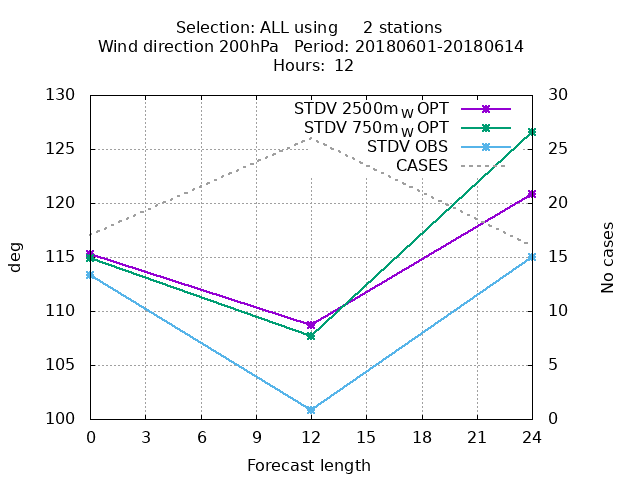 Selection: ALL using 2 stations
Wind direction 200hPa Period: 20180601-20180614
Hours: 12
130
125
120
115
110
105
100
deg
STDV 2500m W OPT
STDV 750m W OPT
STDV OBS
CASES
30
25
20
15
10
5
0
No cases
0 3 6 9 12 15 18 21 24
Forecast length